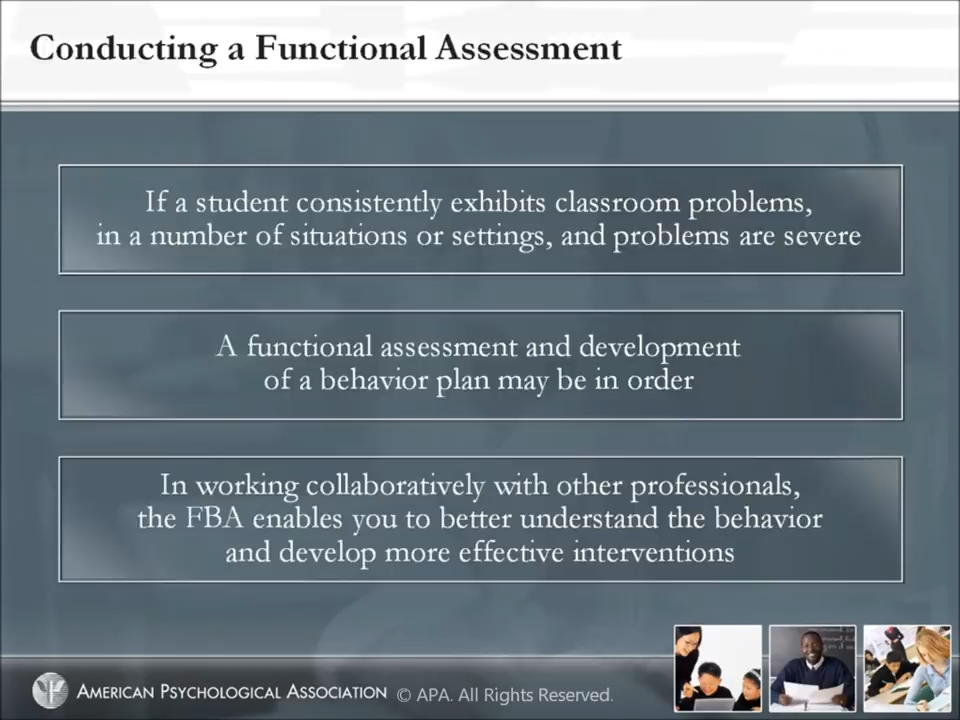 Conducting a Functional Assessment
If a student consistently exhibits classroom problems,
in a number of situations or settings, and problems are severe
A functional assessment and development
of a behavior plan may be in order
In working collaboratively with other professionals,
the FBA enables you to better understand the behavior
and develop more effective interventions
AMERICAN PSYCHOLOGICAL ASSOCIATION © APA. All Rights Reserved.